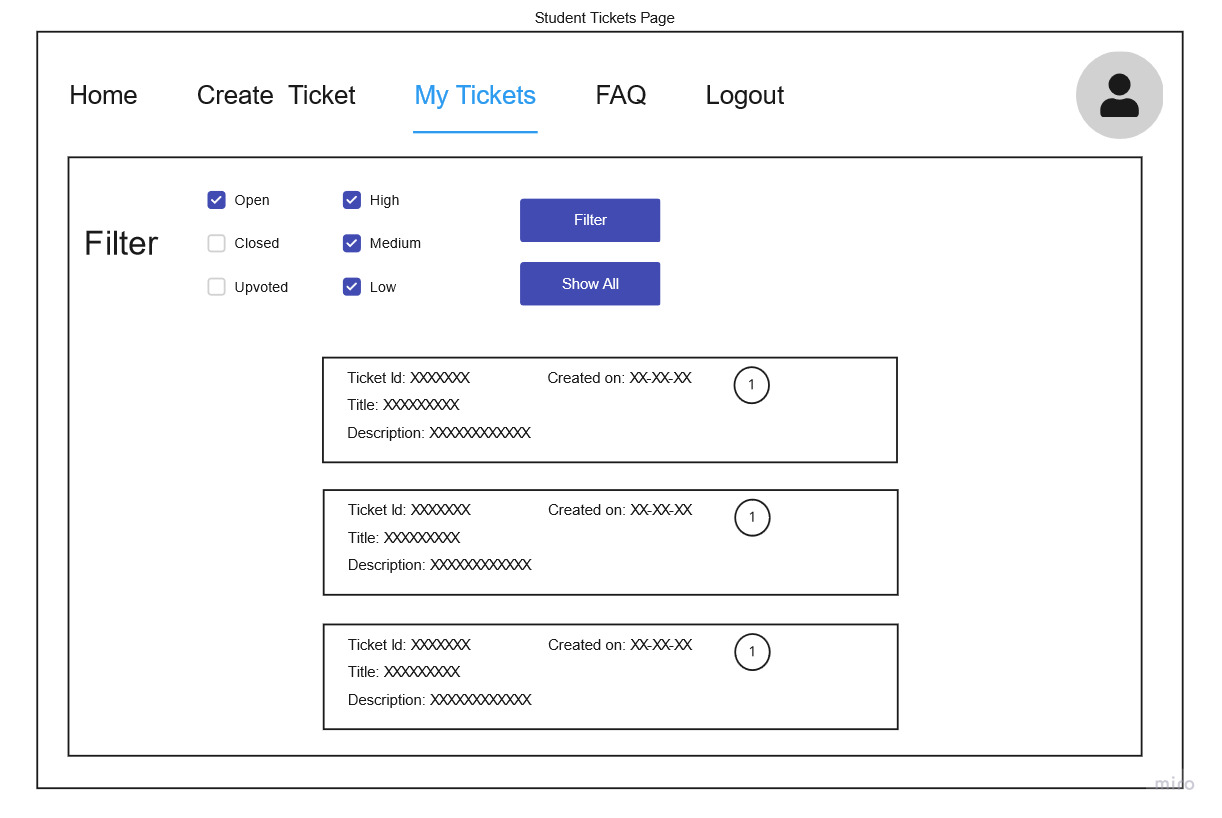 Student Tickets Page
Home Create Ticket My Tickets FAQ Logout
Filter
Open High
Closed Medium
Upvoted Low
Filter
Show All
Ticket Id: XXXXXXX Created on: XX-XX-XX 1
Title: XXXXXXXXX
Description: XXXXXXXXXXXX
Ticket Id: XXXXXXX Created on: XX-XX-XX 1
Title: XXXXXXXXX
Description: XXXXXXXXXXXX
Ticket Id: XXXXXXX Created on: XX-XX-XX 1
Title: XXXXXXXXX
Description: XXXXXXXXXXXX
miro